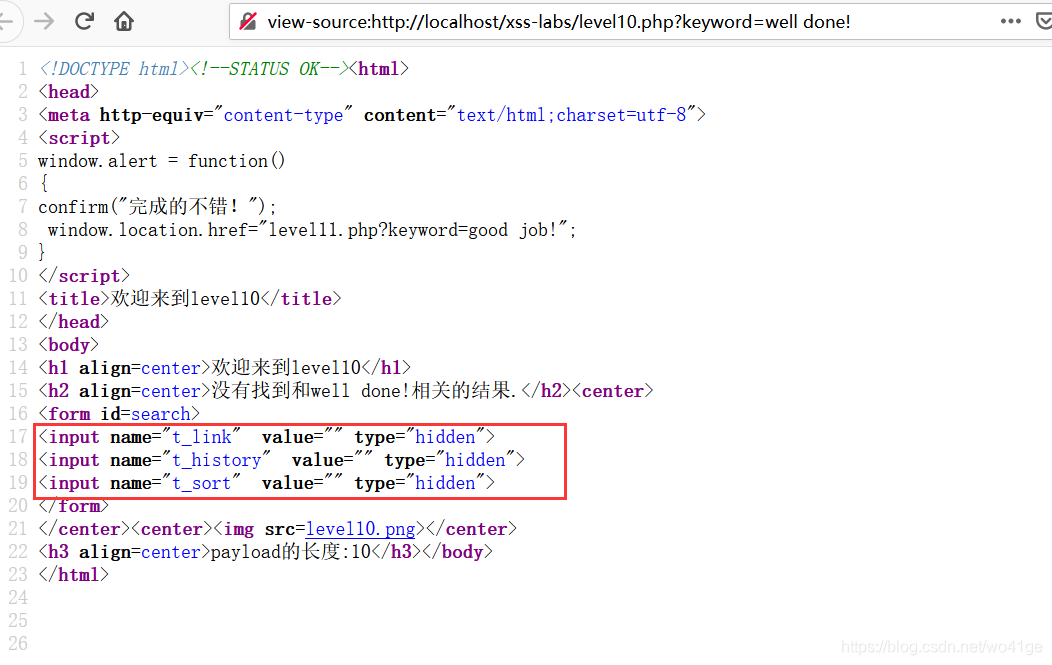 view-source:http://localhost/xss-labs/level10.php?keyword=well done!
1 <!DOCTYPE html><!--STATUS OK--><html>
2 <head>
3 <meta http-equiv="content-type" content="text/html;charset=utf-8">
4 <script>
5 window.alert = function()
6 {
7 confirm("完成的不错！");
8  window.location.href="level11.php?keyword=good job!";
9 }
10 </script>
11 <title>欢迎来到level10</title>
12 </head>
13 <body>
14 <h1 align=center>欢迎来到level10</h1>
15 <h2 align=center>没有找到和well done!相关的结果.</h2><center>
16 <form id=search>
17 <input name="t_link"  value="" type="hidden">
18 <input name="t_history"  value="" type="hidden">
19 <input name="t_sort"  value="" type="hidden">
20 </form>
21 </center><center><img src=level10.png></center>
22 <h3 align=center>payload的长度:10</h3></body>
23 </html>
24
25
26
https://blog.csdn.net/wo41ge